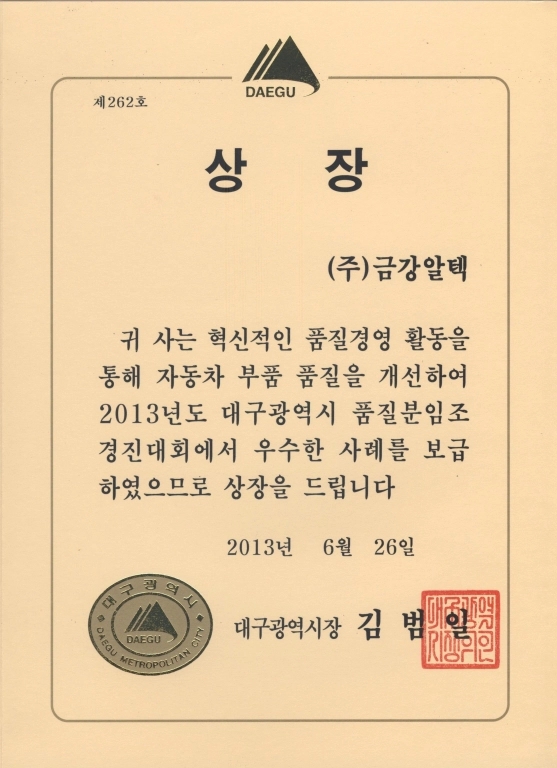 DAEGU
제262호
상 장
(주)금강알텍
귀 사는 혁신적인 품질경영 활동을
통해 자동차 부품 품질을 개선하여
2013년도 대구광역시 품질분임조
경진대회에서 우수한 사례를 보급
하였으므로 상장을 드립니다
2013년 6월 26일
대구광역시
DAEGU
DAEGU METROPOLITAN CITY
대구광역시장 김범일